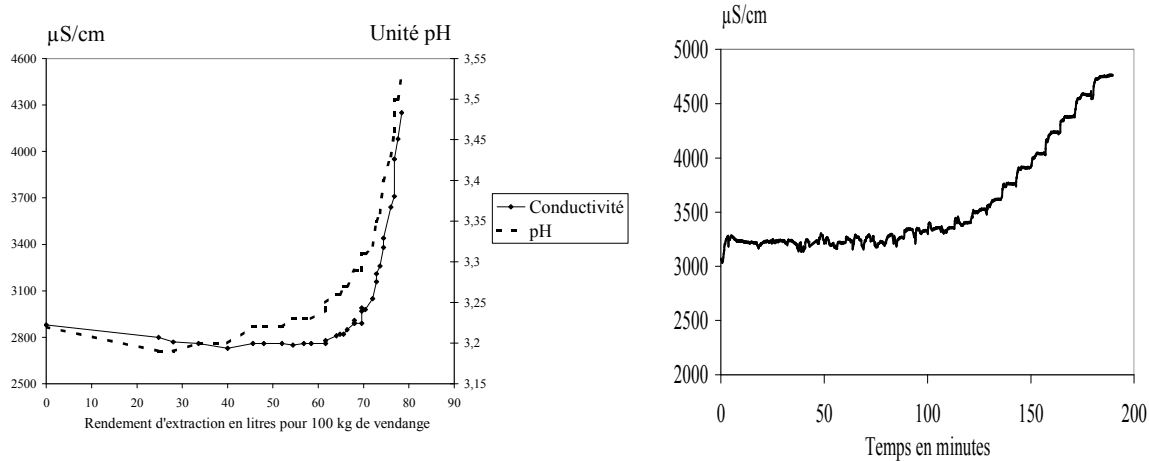 µS/cm
Unité pH
4600
4300
4000
3700
3400
3100
2800
2500
3,55
3,5
3,45
3,4
3,35
3,3
3,25
3,2
3,15
0 10 20 30 40 50 60 70 80 90
Rendement d'extraction en litres pour 100 kg de vendange
Conductivité
pH
µS/cm
5000
4500
4000
3500
3000
2500
2000
0 50 100 150 200
Temps en minutes